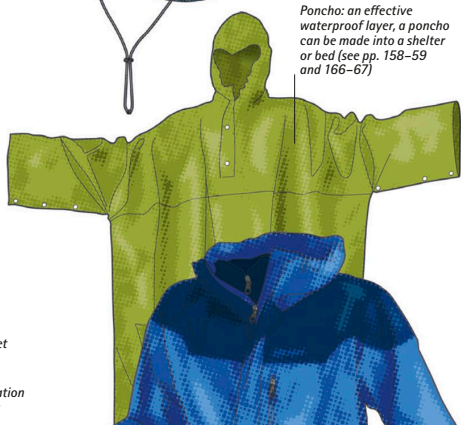 Poncho: an effective
waterproof layer, a poncho
can be made into a shelter
or bed (see pp. 158–59
and 166–67)